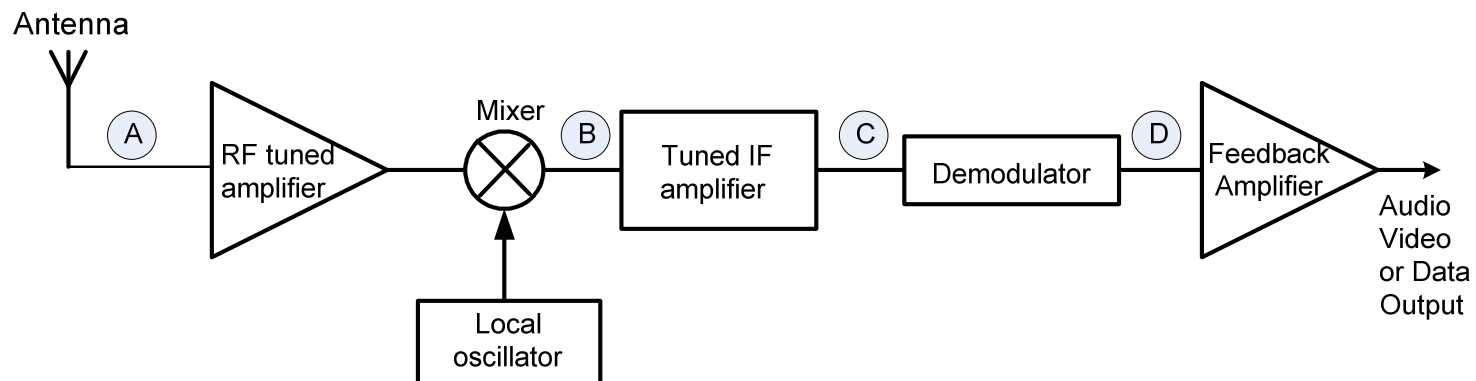 Antenna
A
RF tuned
amplifier
Mixer
B
Tuned IF
amplifier
C
Demodulator
D
Feedback
Amplifier
Audio
Video
or Data
Output
Local
oscillator